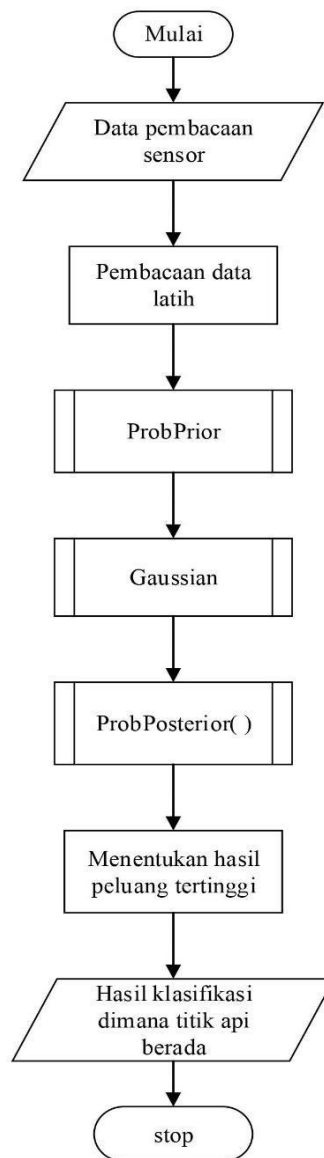 Mulai
Data pembacaan
sensor
Pembacaan data
latih
ProbPrior
Gaussian
ProbPosterior( )
Menentukan hasil
peluang tertinggi
Hasil klasifikasi
dimana titik api
berada
stop